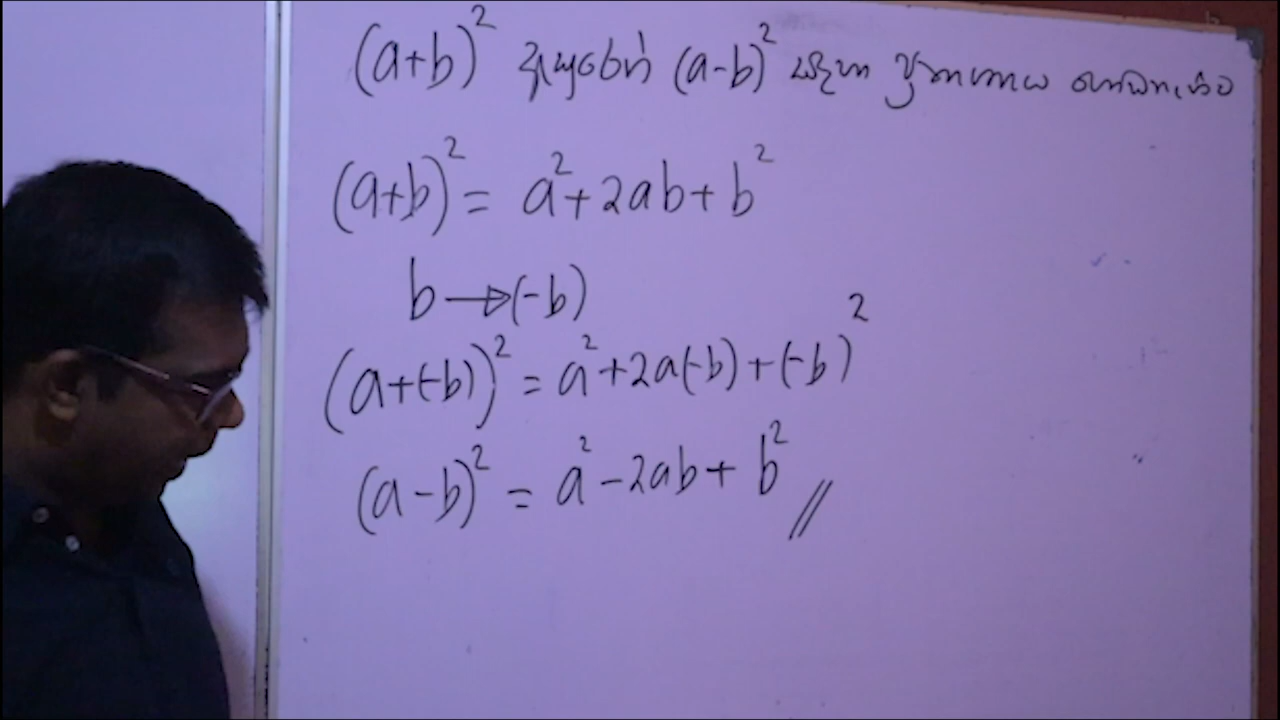 (a+b)² ඇසුරෙන් (a-b)² සඳහා ප්‍රකාශනය ගොඩනැගීම
(a+b)² = a²+2ab+b²
b→(-b)
(a+(-b))² = a²+2a(-b)+(-b)²
(a-b)² = a²-2ab+b² //